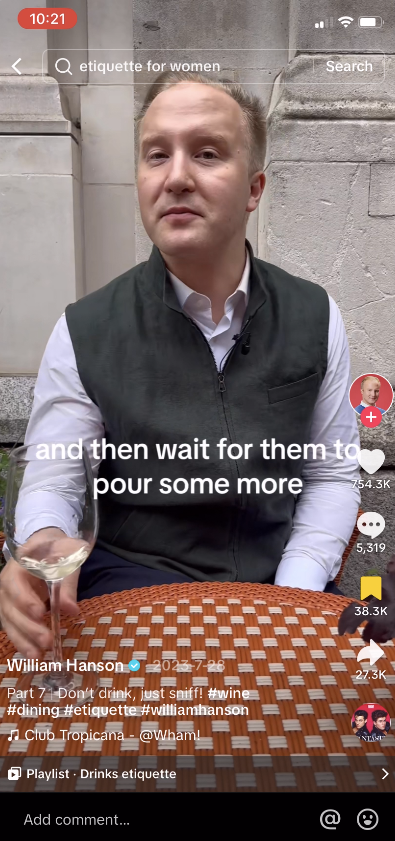 10:21
etiquette for women
Search
and then wait for them to
pour some more
754.3K
5,319
38.3K
27.3K
William Hanson 2023-7-28
Part 7 | Don't drink, just sniff! #wine
#dining #etiquette #williamhanson
Club Tropicana - @Wham!
Playlist · Drinks etiquette
Add comment...
@